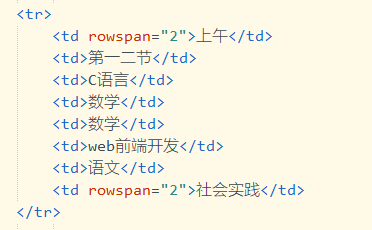 <tr>
<td rowspan="2">上午</td>
<td>第一二节</td>
<td>C语言</td>
<td>数学</td>
<td>数学</td>
<td>web前端开发</td>
<td>语文</td>
<td rowspan="2">社会实践</td>
</tr>